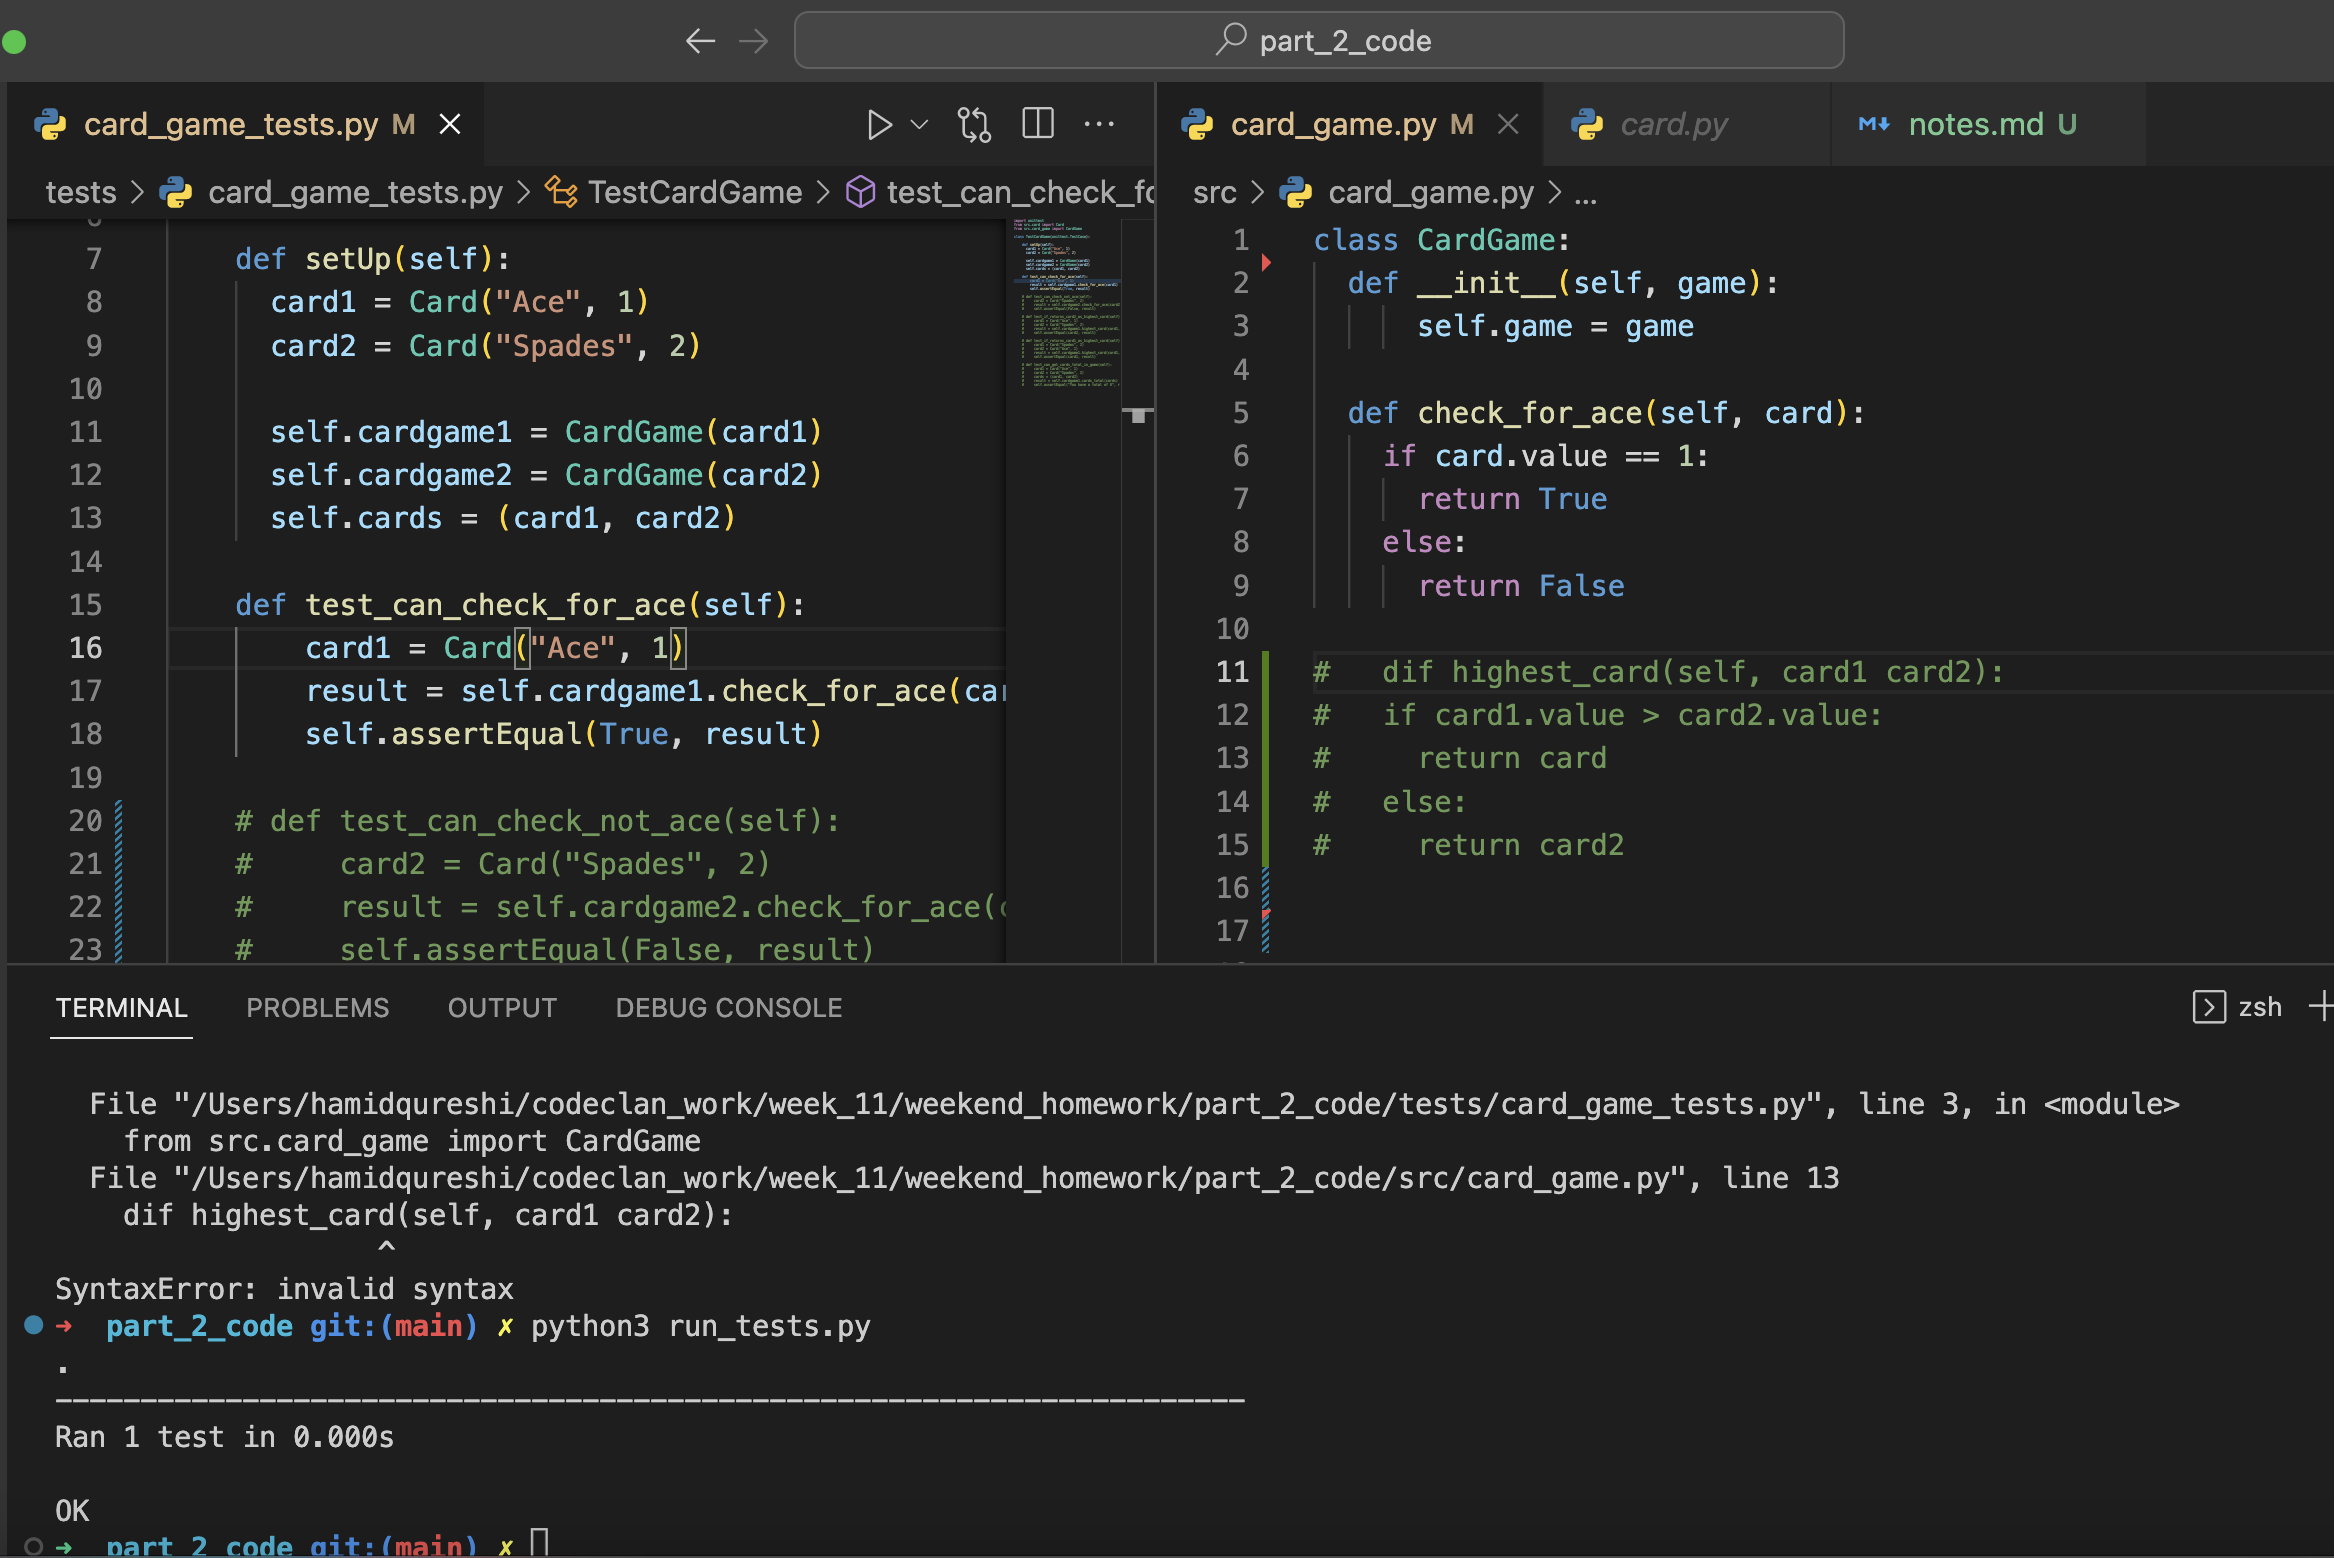 part_2_code
card_game_tests.py M
card_game.py M
card.py
notes.md U
tests > card_game_tests.py > TestCardGame > test_can_check_fo
src > card_game.py > ...
7 def setUp(self):
8 card1 = Card("Ace", 1)
9 card2 = Card("Spades", 2)
10
11 self.cardgame1 = CardGame(card1)
12 self.cardgame2 = CardGame(card2)
13 self.cards = (card1, card2)
14
15 def test_can_check_for_ace(self):
16 card1 = Card("Ace", 1)
17 result = self.cardgame1.check_for_ace(car
18 self.assertEqual(True, result)
19
20 # def test_can_check_not_ace(self):
21 # card2 = Card("Spades", 2)
22 # result = self.cardgame2.check_for_ace(c
23 # self.assertEqual(False, result)
1 class CardGame:
2 def __init__(self, game):
3 self.game = game
4
5 def check_for_ace(self, card):
6 if card.value == 1:
7 return True
8 else:
9 return False
10
11 # dif highest_card(self, card1 card2):
12 # if card1.value > card2.value:
13 # return card
14 # else:
15 # return card2
16
17
TERMINAL PROBLEMS OUTPUT DEBUG CONSOLE
zsh
File "/Users/hamidqureshi/codeclan_work/week_11/weekend_homework/part_2_code/tests/card_game_tests.py", line 3, in <module>
from src.card_game import CardGame
File "/Users/hamidqureshi/codeclan_work/week_11/weekend_homework/part_2_code/src/card_game.py", line 13
dif highest_card(self, card1 card2):
^
SyntaxError: invalid syntax
➜ part_2_code git:(main) ✗ python3 run_tests.py
.
----------------------------------------------------------------------
Ran 1 test in 0.000s
OK
➜ part_2_code git:(main) ✗